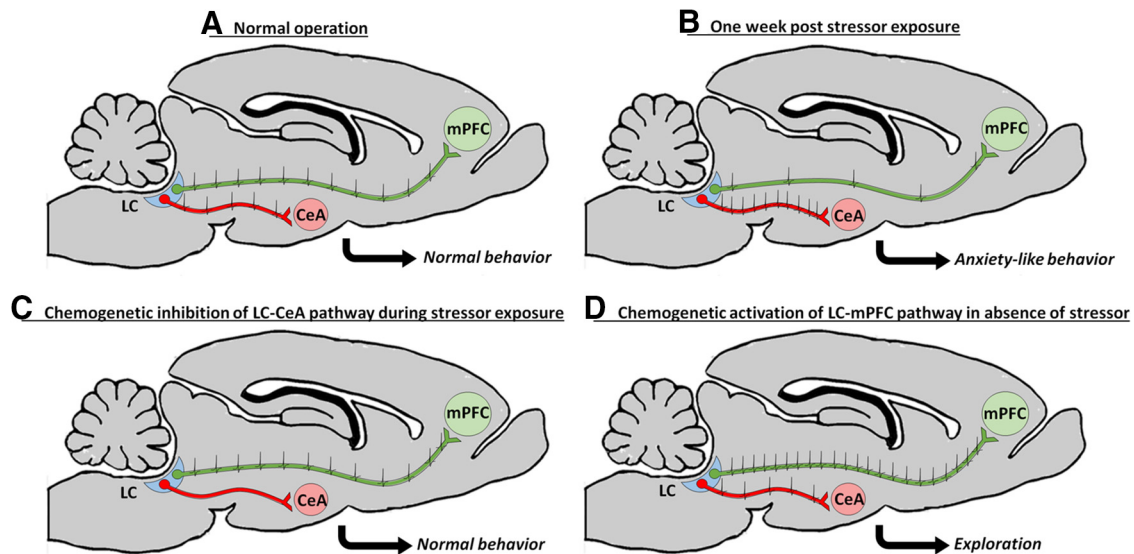 A Normal operation
mPFC
LC
CeA
Normal behavior
B One week post stressor exposure
mPFC
LC
CeA
Anxiety-like behavior
C Chemogenetic inhibition of LC-CeA pathway during stressor exposure
mPFC
LC
CeA
Normal behavior
D Chemogenetic activation of LC-mPFC pathway in absence of stressor
mPFC
LC
CeA
Exploration